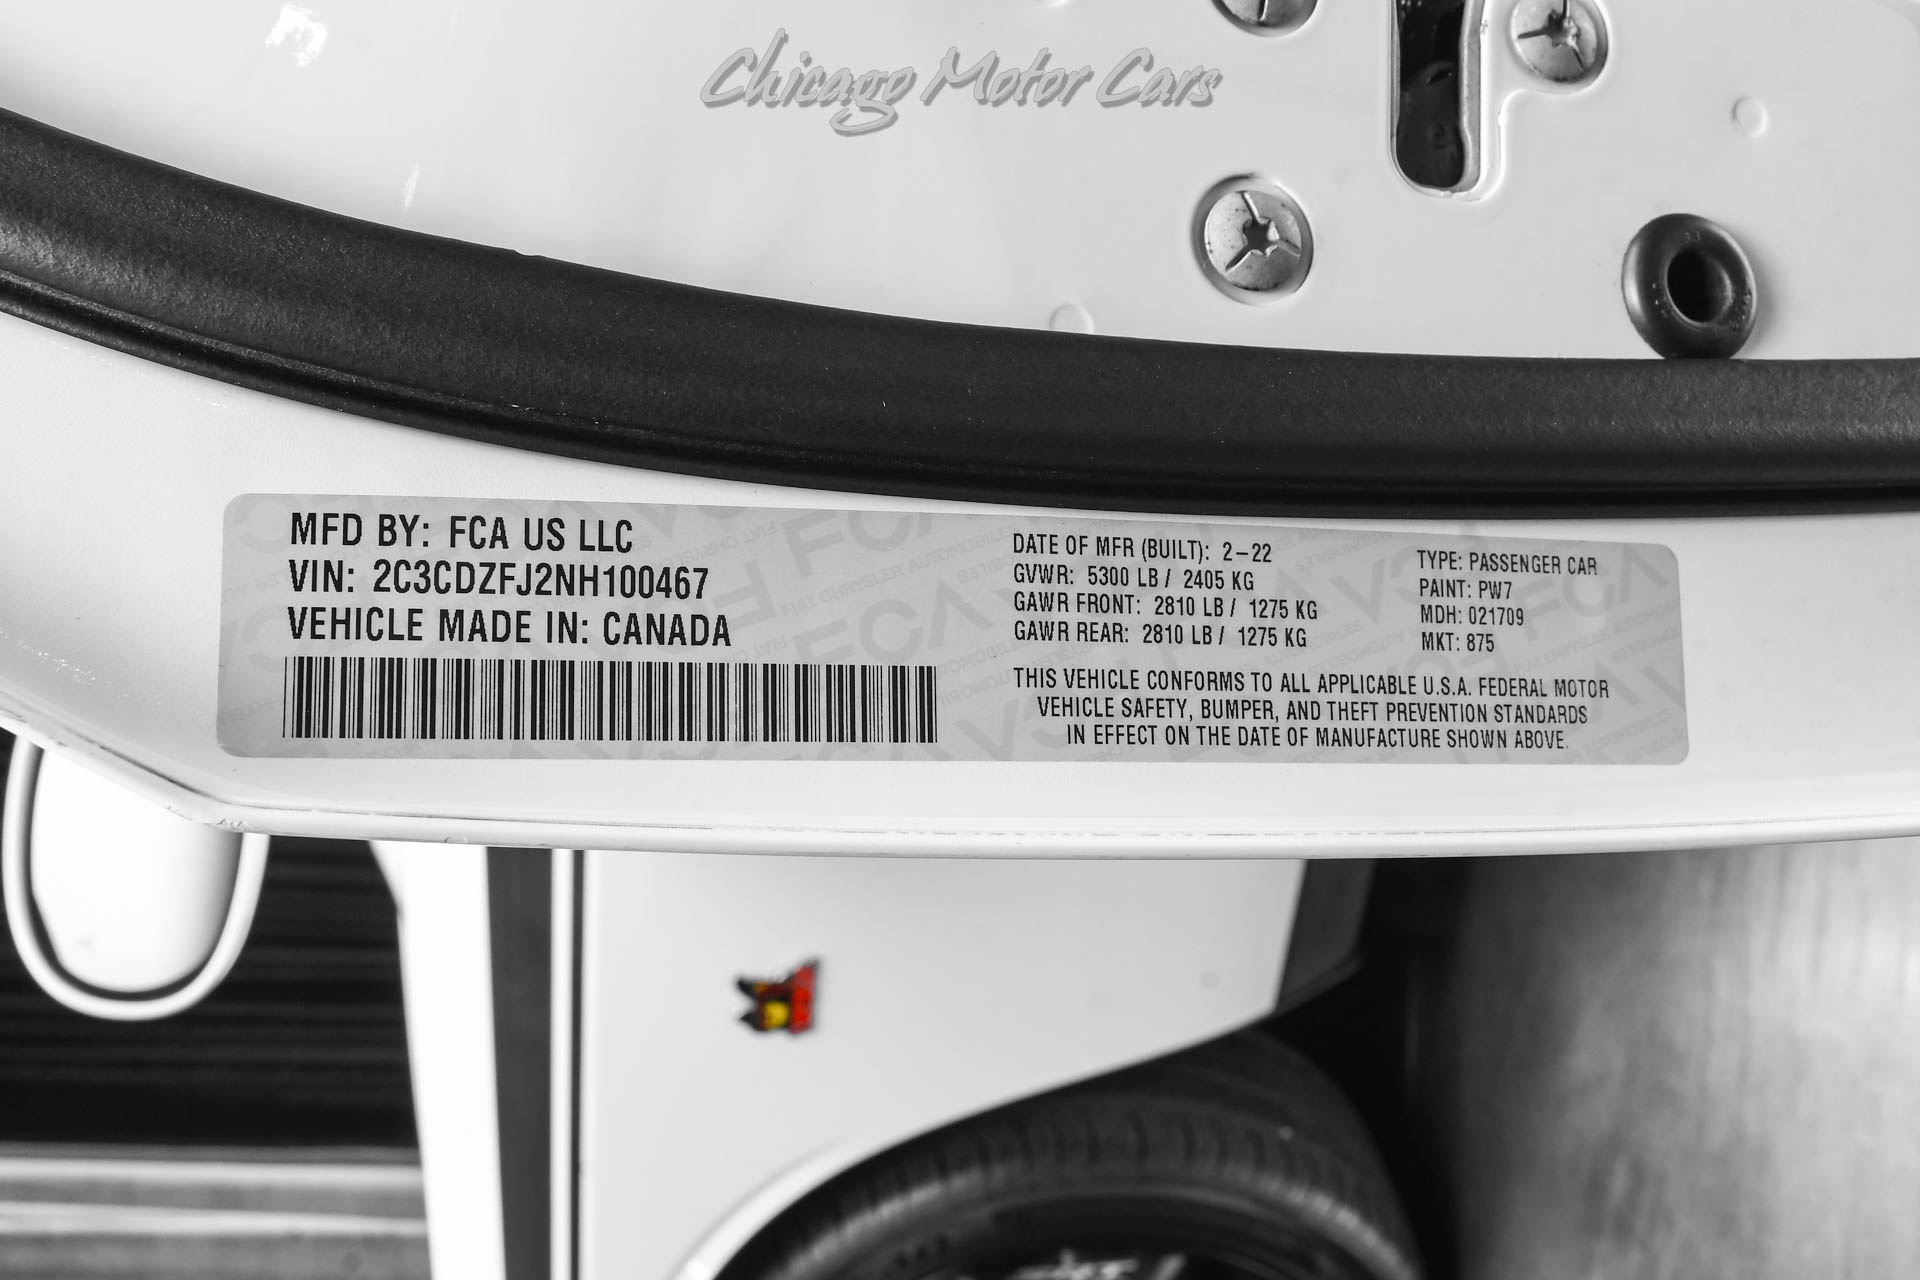 Chicago Motor Cars
MFD BY: FCA US LLC
VIN: 2C3CDZFJ2NH100467
VEHICLE MADE IN: CANADA
DATE OF MFR (BUILT): 2-22
GVWR: 5300 LB / 2405 KG
GAWR FRONT: 2810 LB / 1275 KG
GAWR REAR: 2810 LB / 1275 KG
TYPE: PASSENGER CAR
PAINT: PW7
MDH: 021709
MKT: 875
THIS VEHICLE CONFORMS TO ALL APPLICABLE U.S.A. FEDERAL MOTOR
VEHICLE SAFETY, BUMPER, AND THEFT PREVENTION STANDARDS
IN EFFECT ON THE DATE OF MANUFACTURE SHOWN ABOVE.